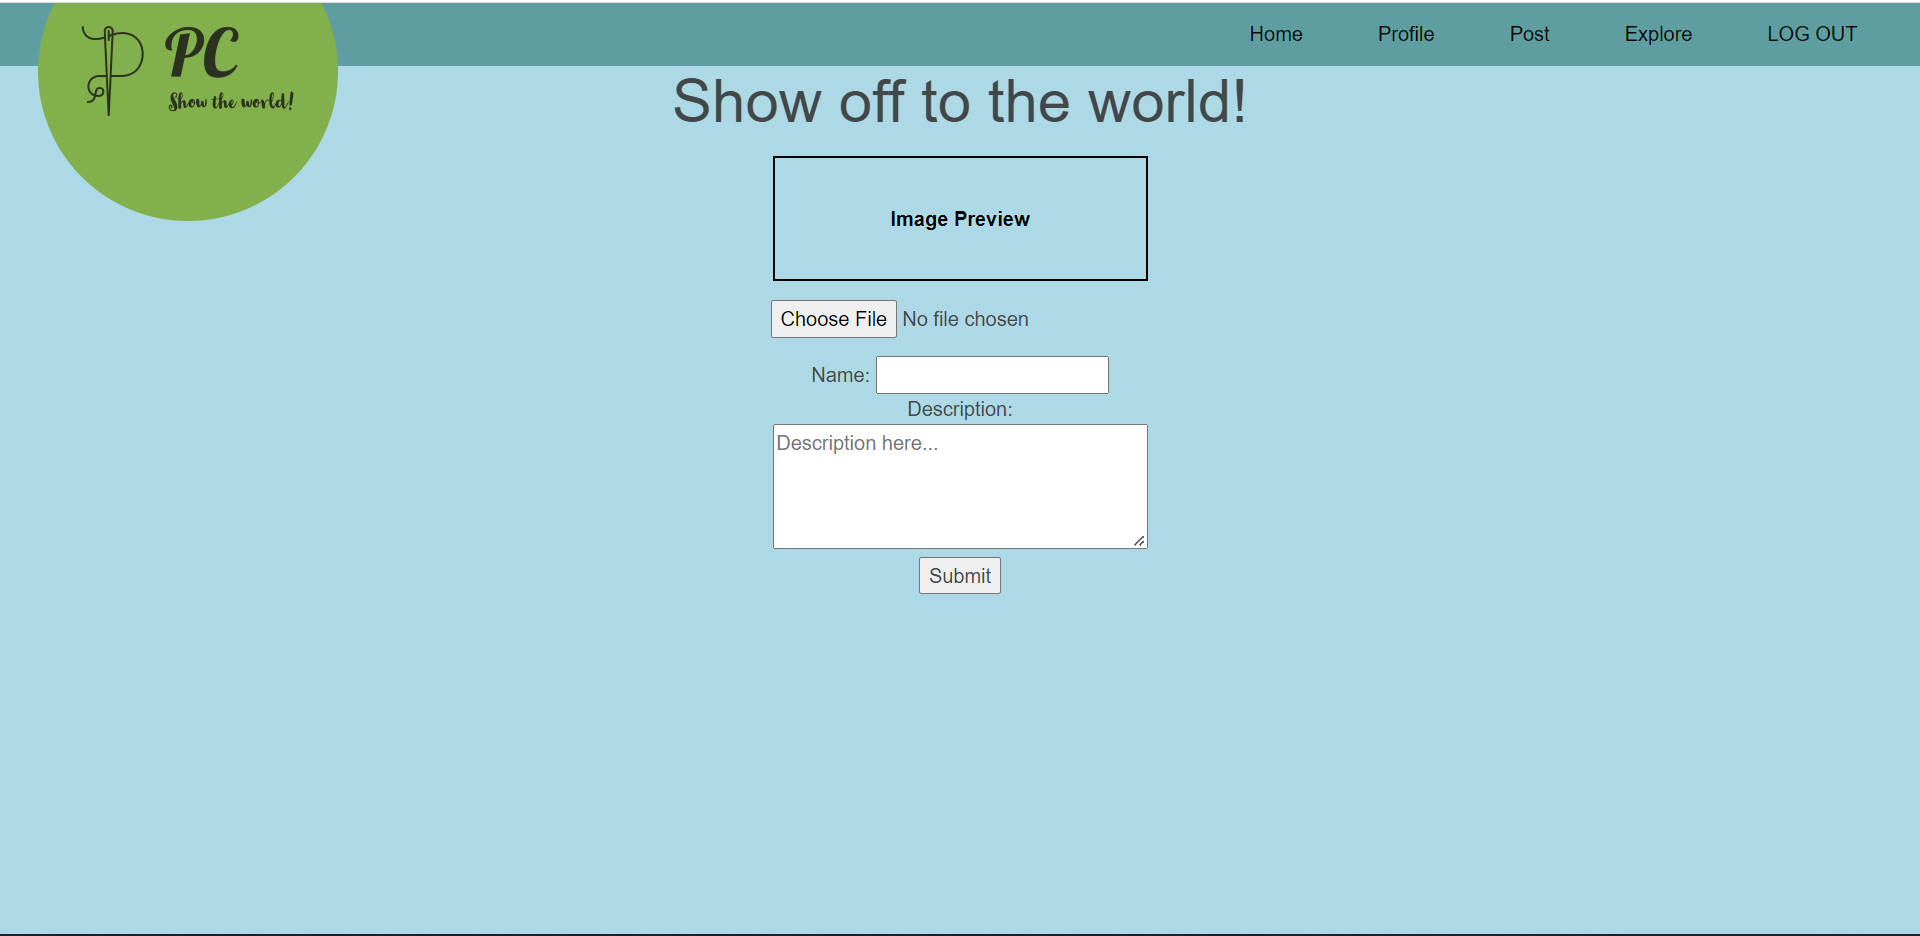 PC
Show the world!
Home Profile Post Explore LOG OUT
Show off to the world!
Image Preview
Choose File No file chosen
Name:
Description:
Description here...
Submit